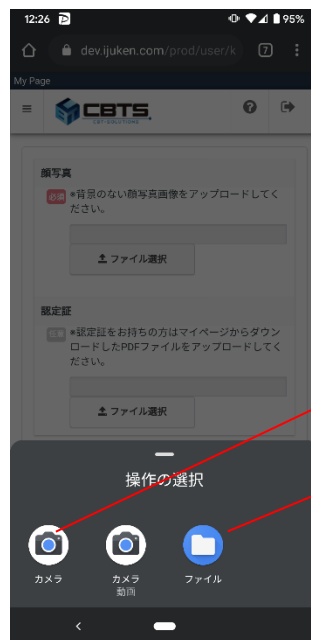 12:26 95%
dev.ijuken.com/prod/user/k 7
My Page
CBTS
CBT-SOLUTIONS
顔写真
必須 *背景のない顔写真画像をアップロードしてく
ださい。
ファイル選択
認定証
任意 *認定証をお持ちの方はマイページからダウン
ロードしたPDFファイルをアップロードしてく
ださい。
ファイル選択
操作の選択
カメラ カメラ ファイル
動画